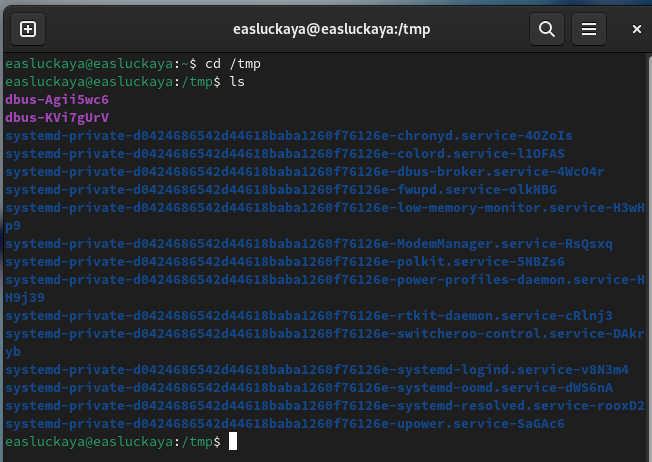 easluckaya@easluckaya:/tmp
easluckaya@easluckaya:~$ cd /tmp
easluckaya@easluckaya:/tmp$ ls
dbus-Agii5wc6
dbus-KVi7gUrV
systemd-private-d0424686542d44618baba1260f76126e-chronyd.service-4OZoIs
systemd-private-d0424686542d44618baba1260f76126e-colord.service-l1OFAS
systemd-private-d0424686542d44618baba1260f76126e-dbus-broker.service-4WcO4r
systemd-private-d0424686542d44618baba1260f76126e-fwupd.service-olkNBG
systemd-private-d0424686542d44618baba1260f76126e-low-memory-monitor.service-H3wH
p9
systemd-private-d0424686542d44618baba1260f76126e-ModemManager.service-RsQsxq
systemd-private-d0424686542d44618baba1260f76126e-polkit.service-5NBZs6
systemd-private-d0424686542d44618baba1260f76126e-power-profiles-daemon.service-H
H9j39
systemd-private-d0424686542d44618baba1260f76126e-rtkit-daemon.service-cRlnj3
systemd-private-d0424686542d44618baba1260f76126e-switcheroo-control.service-DAkr
yb
systemd-private-d0424686542d44618baba1260f76126e-systemd-logind.service-v8N3m4
systemd-private-d0424686542d44618baba1260f76126e-systemd-oomd.service-dWS6nA
systemd-private-d0424686542d44618baba1260f76126e-systemd-resolved.service-rooxD2
systemd-private-d0424686542d44618baba1260f76126e-upower.service-SaGAc6
easluckaya@easluckaya:/tmp$